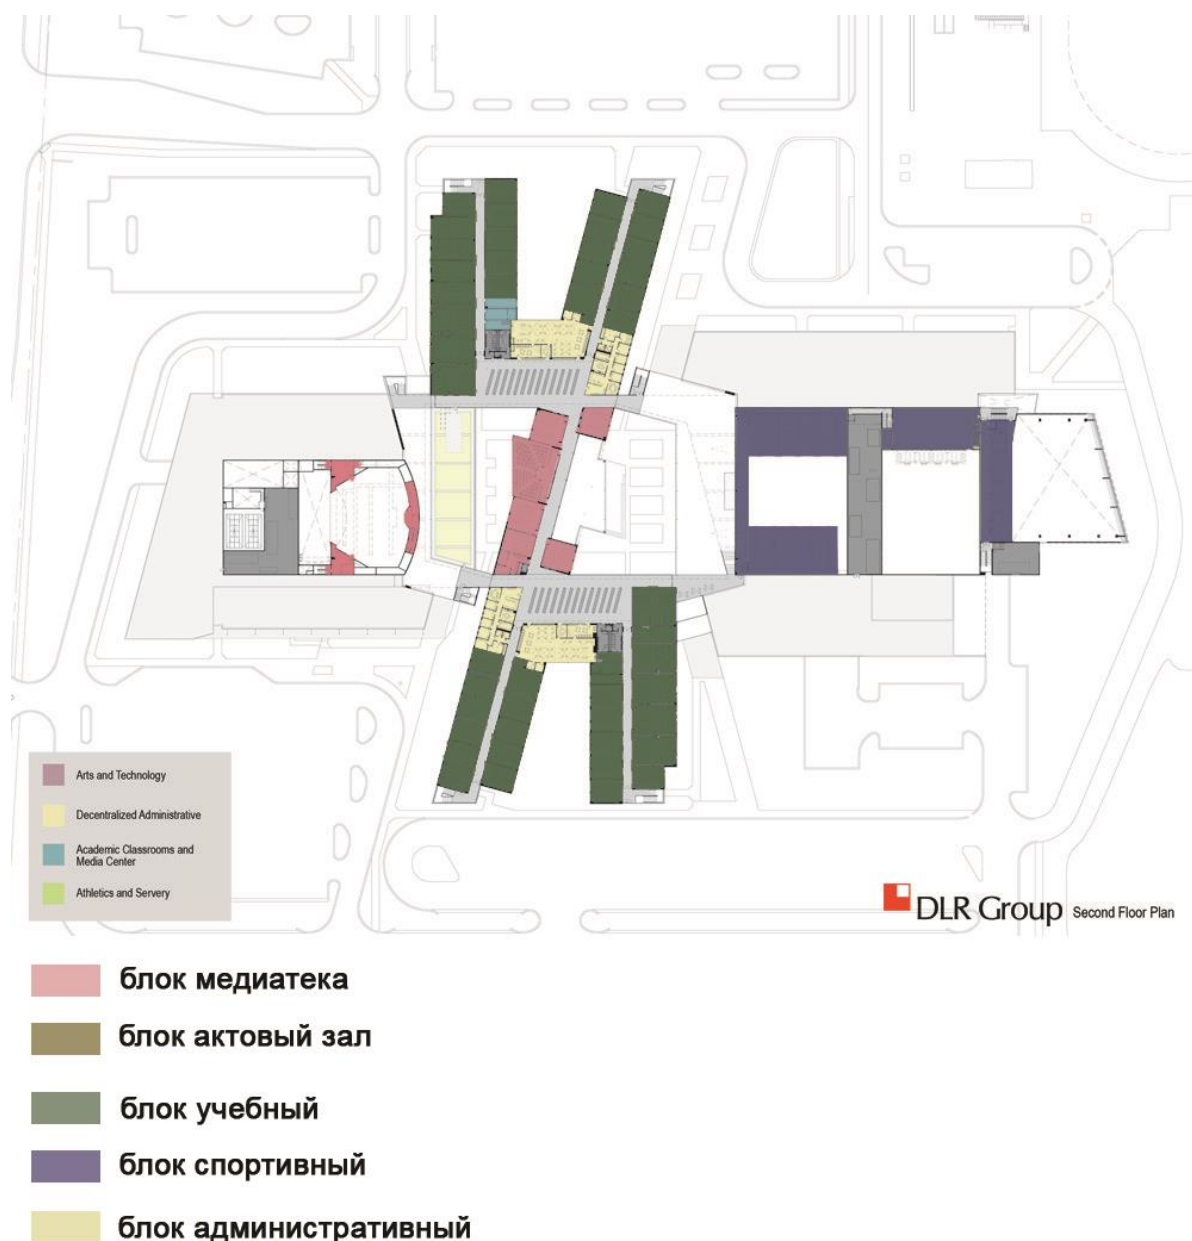 Arts and Technology
Decentralized Administrative
Academic Classrooms and
Media Center
Athletics and Servery
DLR Group Second Floor Plan
блок медиатека
блок актовый зал
блок учебный
блок спортивный
блок административный